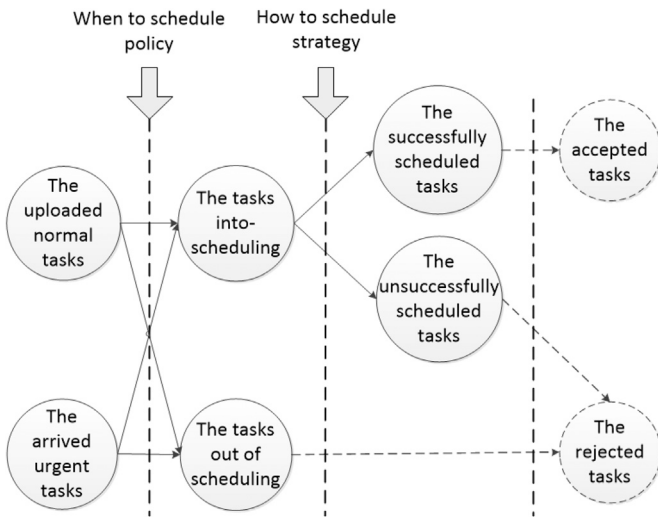 When to schedule
policy
How to schedule
strategy
The
uploaded
normal
tasks
The tasks
into-
scheduling
The
successfully
scheduled
tasks
The
accepted
tasks
The
unsuccessfully
scheduled
tasks
The
arrived
urgent
tasks
The tasks
out of
scheduling
The
rejected
tasks